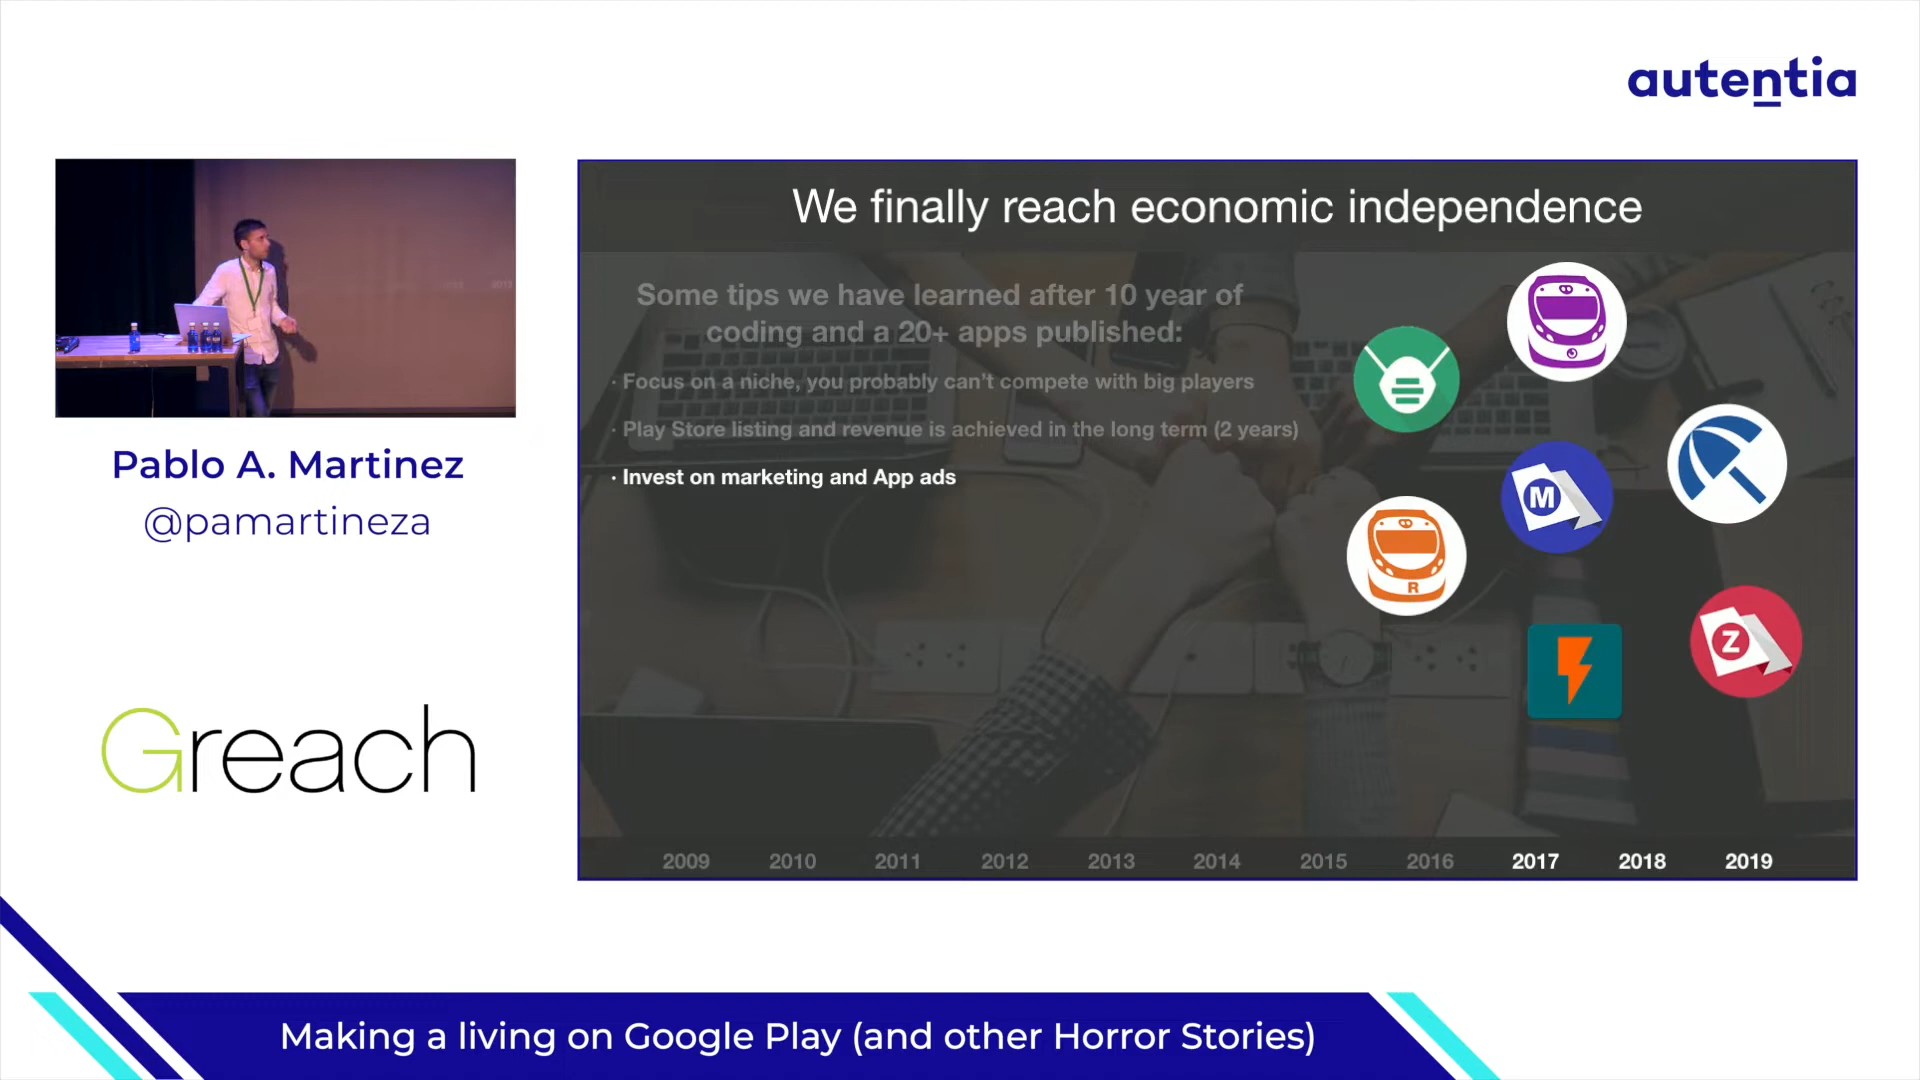 autentia
We finally reach economic independence
Some tips we have learned after 10 year of
coding and a 20+ apps published:
· Focus on a niche, you probably can't compete with big players
· Play Store listing and revenue is achieved in the long term (2 years)
· Invest on marketing and App ads
M
R
Z
2009 2010 2011 2012 2013 2014 2015 2016 2017 2018 2019
Pablo A. Martinez
@pamartineza
Greach
Making a living on Google Play (and other Horror Stories)